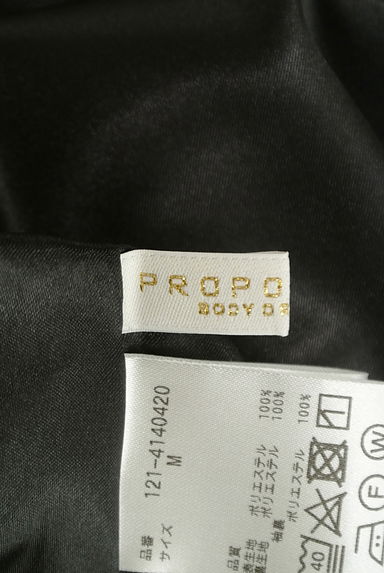 PROPO
BODY DR
品番 121-4140420
サイズ M
品質
表生地 ポリエステル 100%
裏生地 ポリエステル 100%
袖裏 ポリエステル 100%
40
F
W